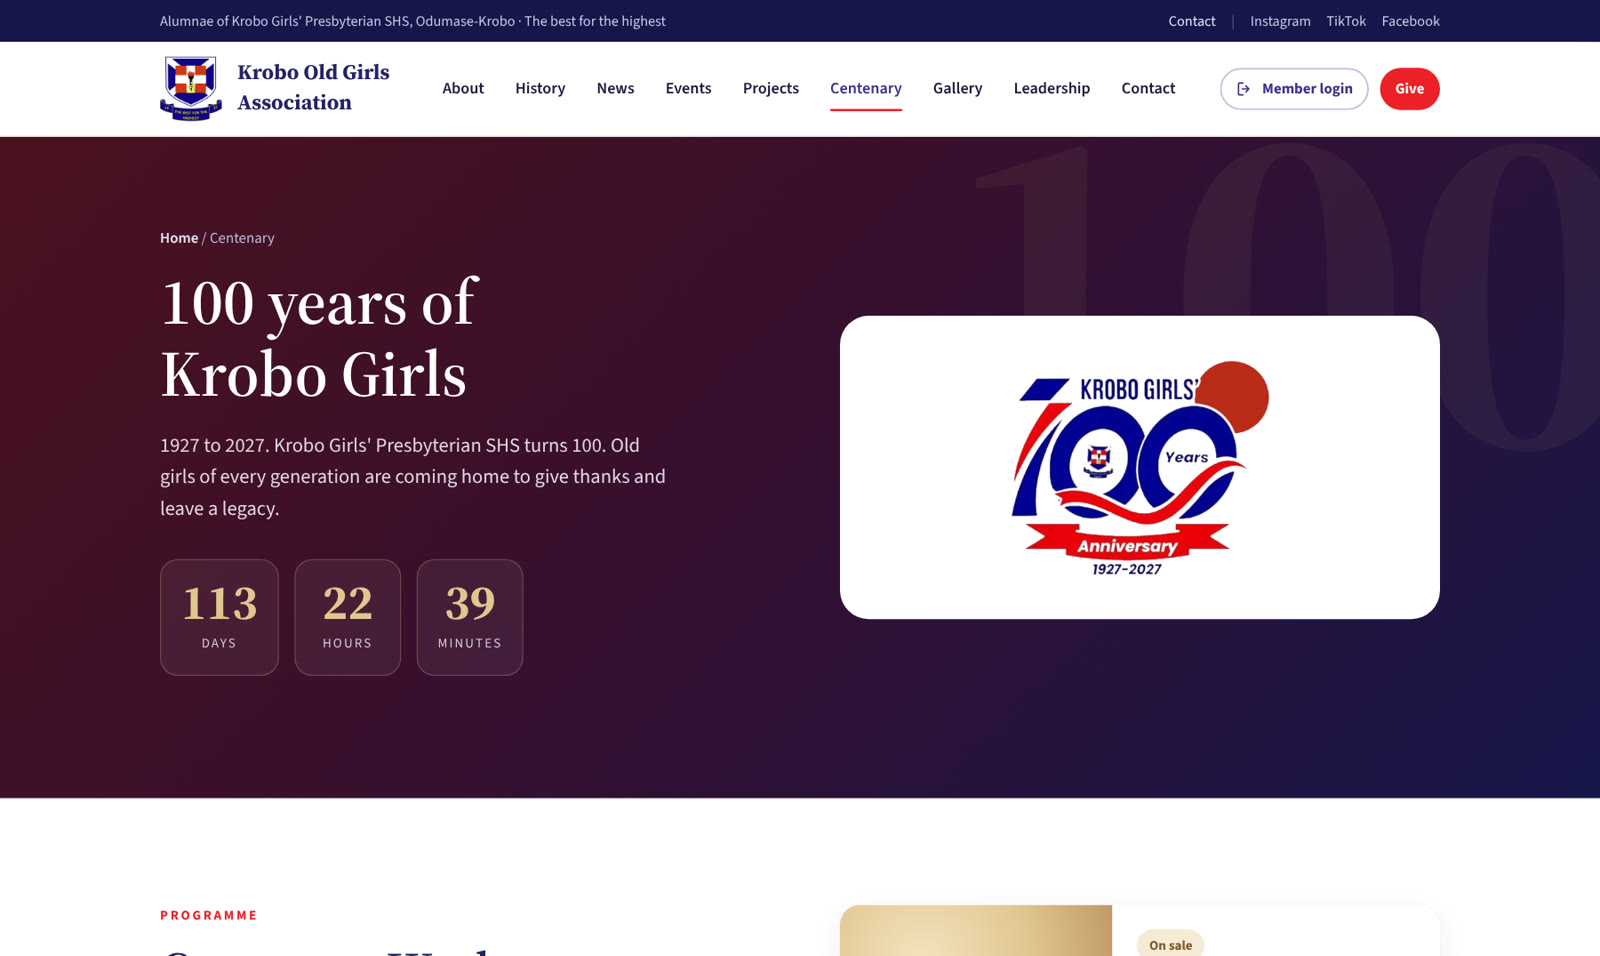 Alumnae of Krobo Girls' Presbyterian SHS, Odumase-Krobo · The best for the highest
Contact | Instagram TikTok Facebook
Krobo Old Girls
Association
About History News Events Projects Centenary Gallery Leadership Contact
Member login
Give
100
Home / Centenary
100 years of
Krobo Girls
1927 to 2027. Krobo Girls' Presbyterian SHS turns 100. Old
girls of every generation are coming home to give thanks and
leave a legacy.
113
DAYS
22
HOURS
39
MINUTES
KROBO GIRLS'
100
Years
Anniversary
1927-2027
PROGRAMME
On sale